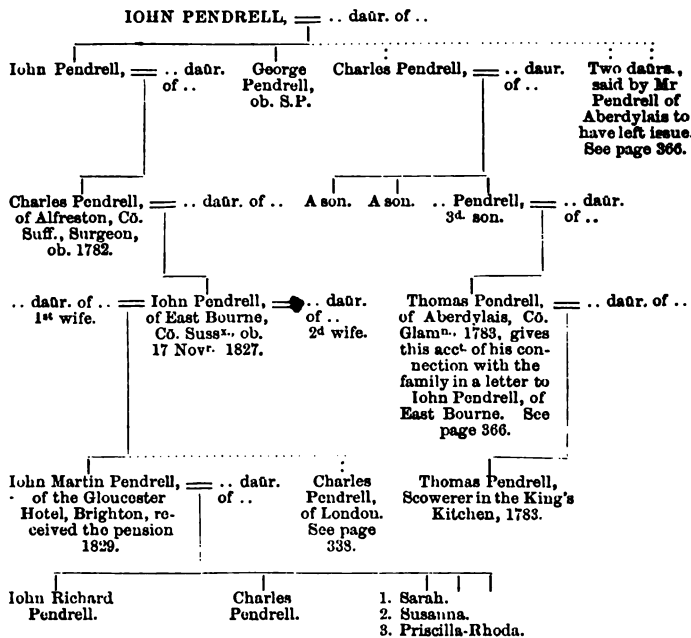 IOHN PENDRELL, = .. daūr. of ..
Iohn Pendrell, = .. daūr. of ..
George Pendrell, ob. S.P.
Charles Pendrell, = .. daur. of ..
Two daūrs., said by Mr Pendrell of Aberdylais to have left issue. See page 366.
Charles Pendrell, of Alfreston, Cō. Suff., Surgeon, ob. 1782. = .. daūr. of ..
A son.
A son.
.. Pendrell, 3d. son. = .. daūr. of ..
.. daūr. of .. 1st wife. = Iohn Pendrell, of East Bourne, Cō. Sussx., ob. 17 Novr. 1827. = .. daūr. of .. 2d wife.
Thomas Pendrell, of Aberdylais, Cō. Glamn., 1783, gives this acct. of his connection with the family in a letter to Iohn Pendrell, of East Bourne. See page 366. = .. daūr. of ..
Iohn Martin Pendrell, of the Gloucester Hotel, Brighton, received the pension 1829. = .. daūr. of ..
Charles Pendrell, of London. See page 338.
Thomas Pendrell, Scowerer in the King's Kitchen, 1783.
Iohn Richard Pendrell.
Charles Pendrell.
1. Sarah.
2. Susanna.
3. Priscilla-Rhoda.